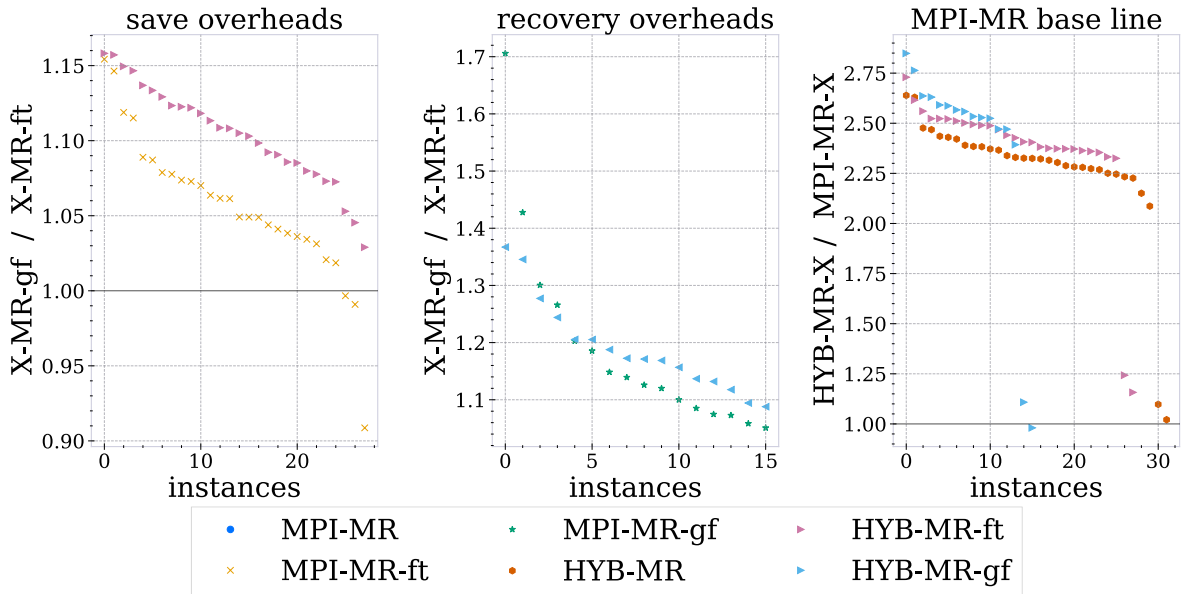 save overheads
X-MR-gf / X-MR-ft
1.15
1.10
1.05
1.00
0.95
0.90
0
10
20
instances
recovery overheads
X-MR-gf / X-MR-ft
1.7
1.6
1.5
1.4
1.3
1.2
1.1
0
5
10
15
instances
MPI-MR base line
HYB-MR-X / MPI-MR-X
2.75
2.50
2.25
2.00
1.75
1.50
1.25
1.00
0
10
20
30
instances
MPI-MR
MPI-MR-gf
HYB-MR-ft
MPI-MR-ft
HYB-MR
HYB-MR-gf